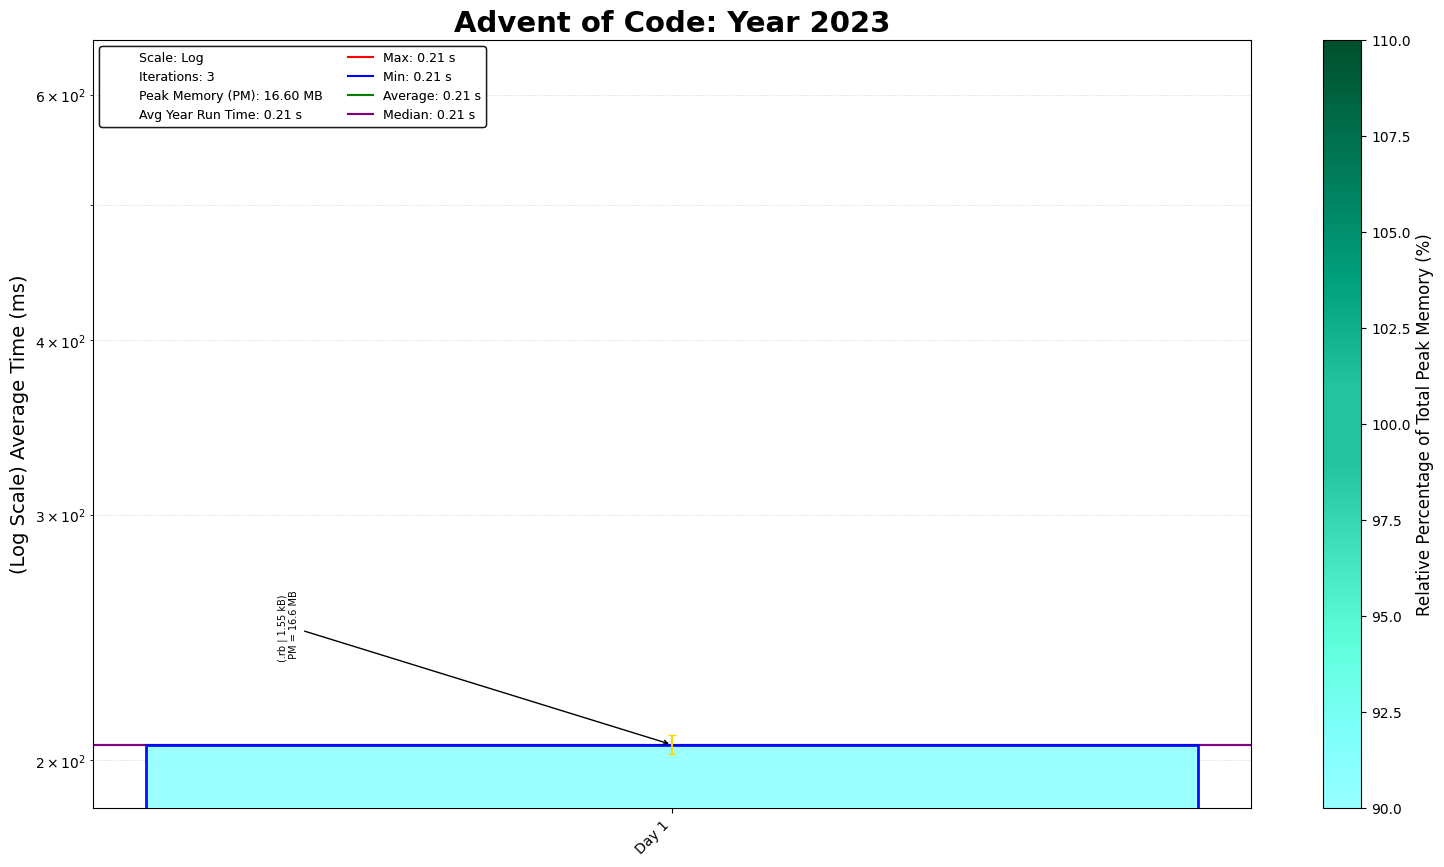 Advent of Code: Year 2023
Scale: Log
Iterations: 3
Peak Memory (PM): 16.60 MB
Avg Year Run Time: 0.21 s
Max: 0.21 s
Min: 0.21 s
Average: 0.21 s
Median: 0.21 s
(Log Scale) Average Time (ms)
6 × 10²
4 × 10²
3 × 10²
2 × 10²
(.rb | 1.55 kB)
PM = 16.6 MB
Day 1
110.0
107.5
105.0
102.5
100.0
97.5
95.0
92.5
90.0
Relative Percentage of Total Peak Memory (%)